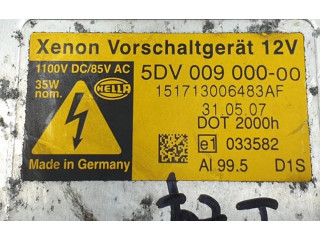 Xenon Vorschaltgerät 12V
1100V DC/85V AC
35W
nom.
HELLA
5DV 009 000-00
151713006483AF
31.05.07
DOT 2000h
e1 033582
Made in Germany
Al 99.5 D1S